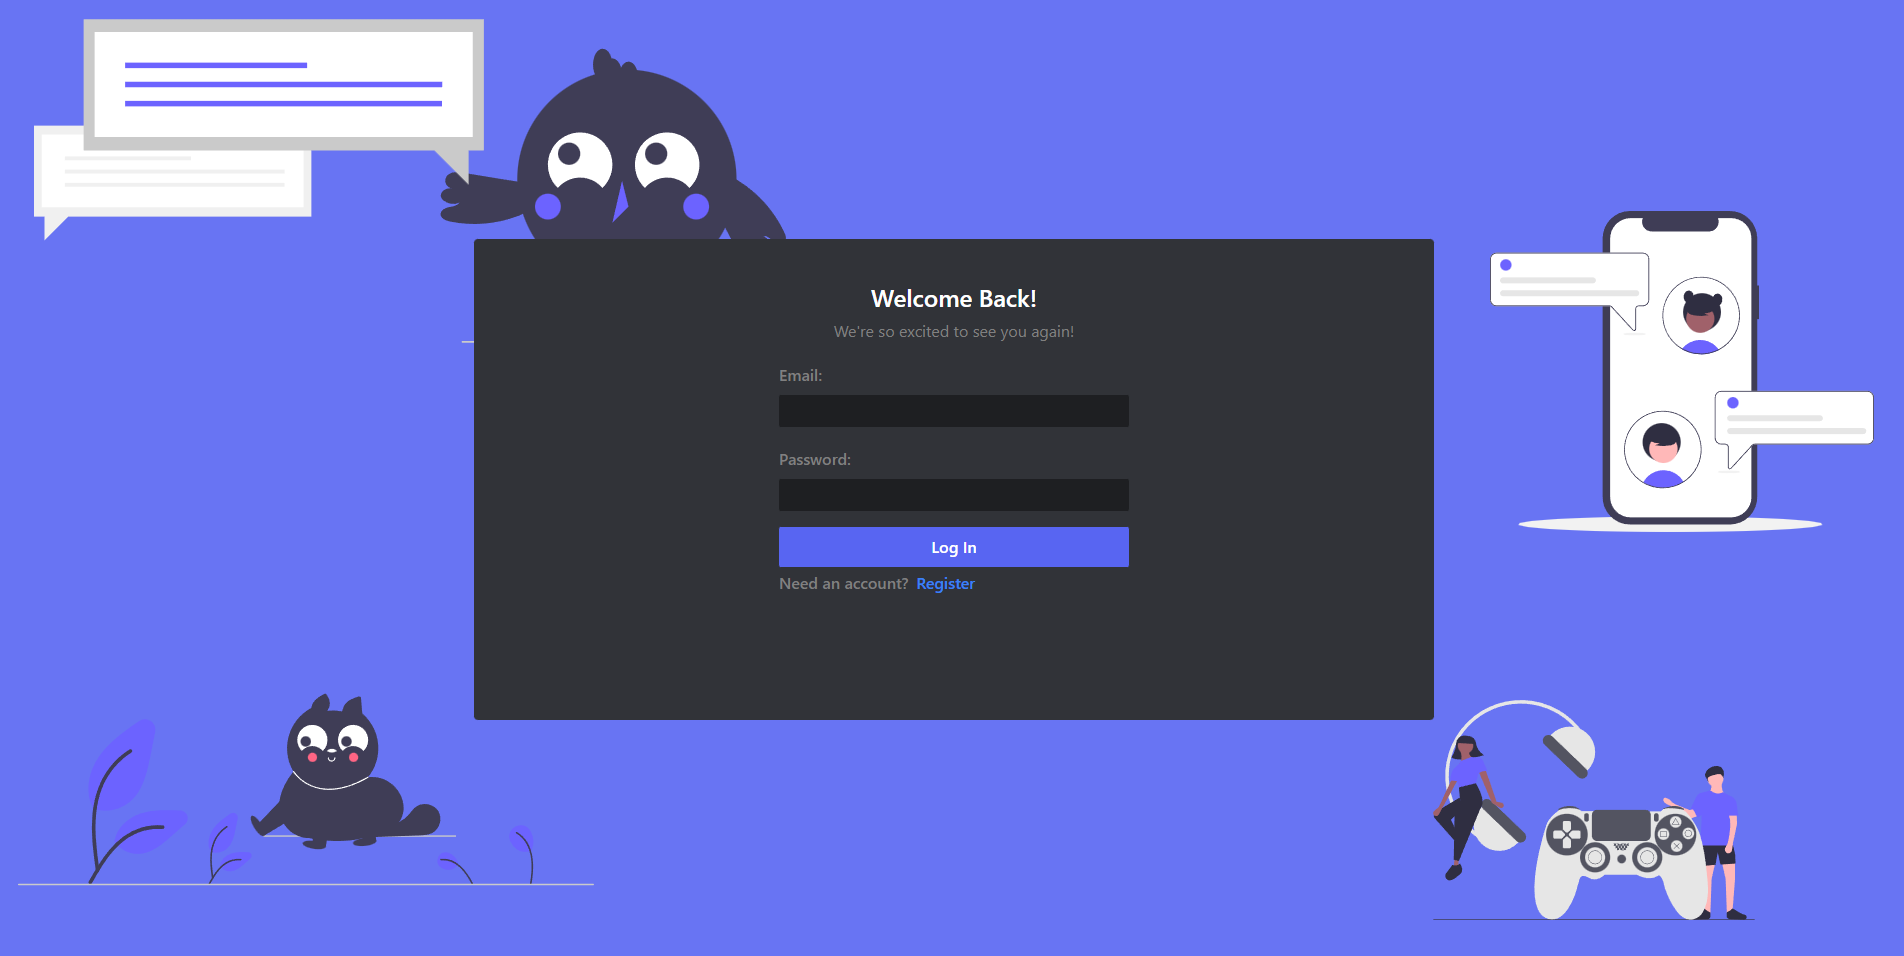 Welcome Back!
We're so excited to see you again!
Email:
Password:
Log In
Need an account? Register